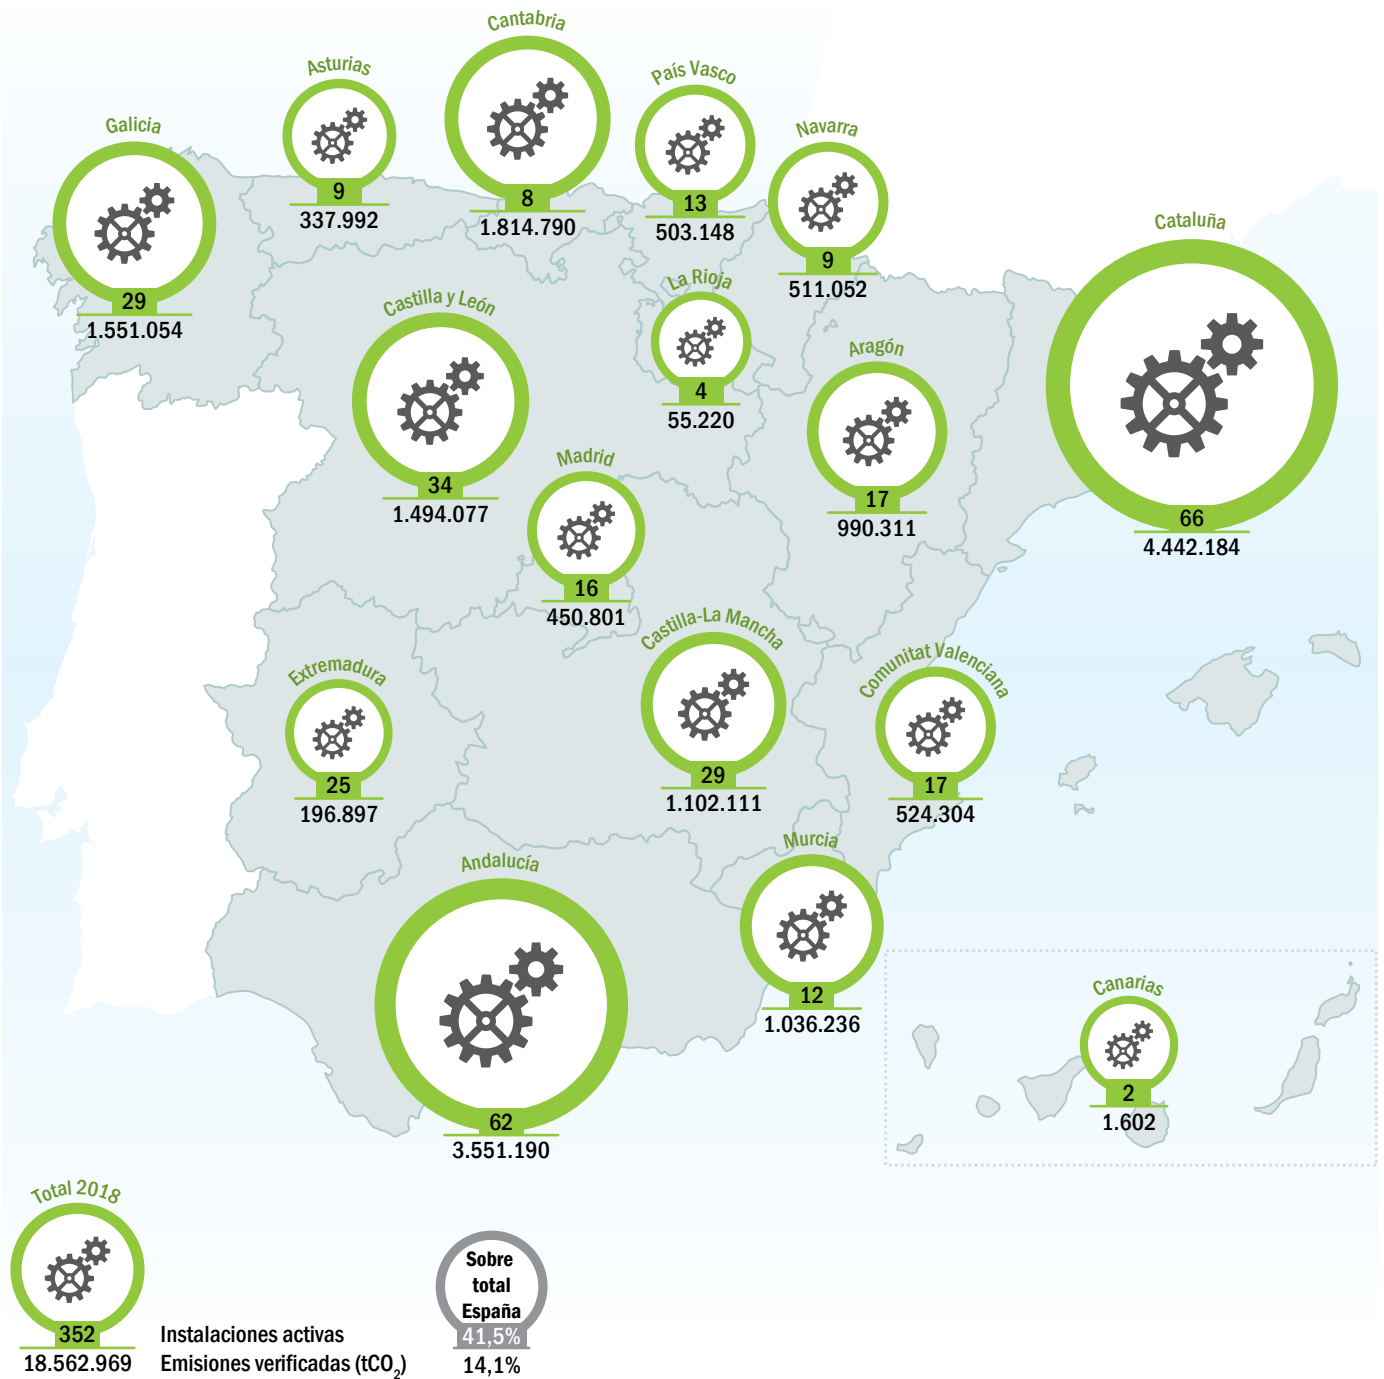 Cantabria
8
1.814.790
Asturias
9
337.992
País Vasco
13
503.148
Galicia
29
1.551.054
Navarra
9
511.052
Cataluña
66
4.442.184
La Rioja
4
55.220
Castilla y León
34
1.494.077
Aragón
17
990.311
Madrid
16
450.801
Castilla-La Mancha
29
1.102.111
Comunitat Valenciana
17
524.304
Extremadura
25
196.897
Murcia
12
1.036.236
Andalucía
62
3.551.190
Canarias
2
1.602
Total 2018
352
Instalaciones activas
18.562.969
Emisiones verificadas (tCO₂)
Sobre
total
España
41,5%
14,1%